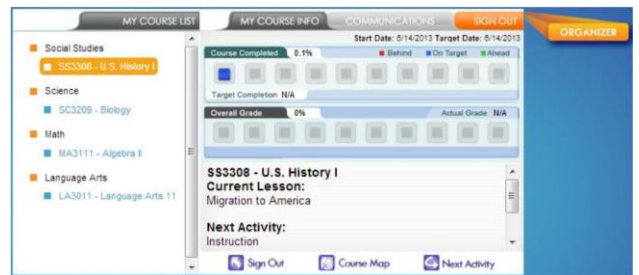 MY COURSE LIST
MY COURSE INFO
COMMUNICATIONS
SIGN OUT
ORGANIZER
Social Studies
SS3308 - U.S. History I
Science
SC3209 - Biology
Math
MA3111 - Algebra II
Language Arts
LA3011 - Language Arts 11
Start Date: 6/14/2013 Target Date: 6/14/2013
Course Completed 0.1% Behind On Target Ahead
Target Completion N/A
Overall Grade 0% Actual Grade N/A
SS3308 - U.S. History I
Current Lesson:
Migration to America
Next Activity:
Instruction
Sign Out Course Map Next Activity